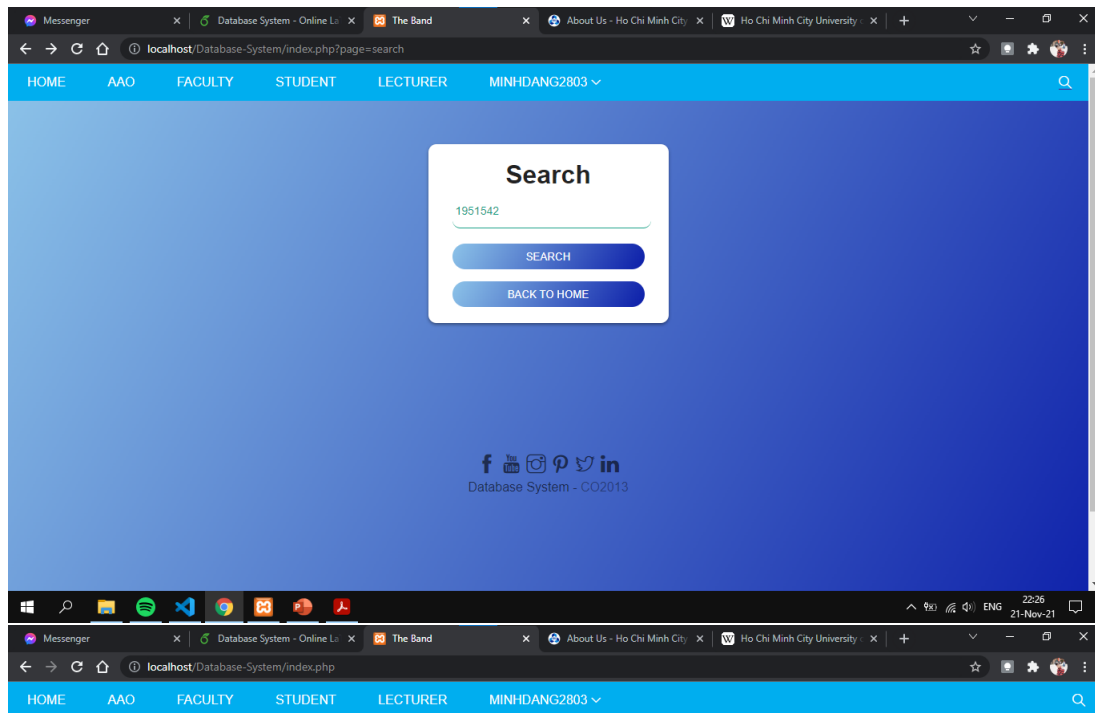 Messenger Database System - Online La The Band About Us - Ho Chi Minh City Ho Chi Minh City University
localhost/Database-System/index.php?page=search
HOME AAO FACULTY STUDENT LECTURER MINHDANG2803
Search
1951542
SEARCH
BACK TO HOME
You Tube
Database System - CO2013
ENG 22:26
21-Nov-21
Messenger Database System - Online La The Band About Us - Ho Chi Minh City Ho Chi Minh City University
localhost/Database-System/index.php
HOME AAO FACULTY STUDENT LECTURER MINHDANG2803